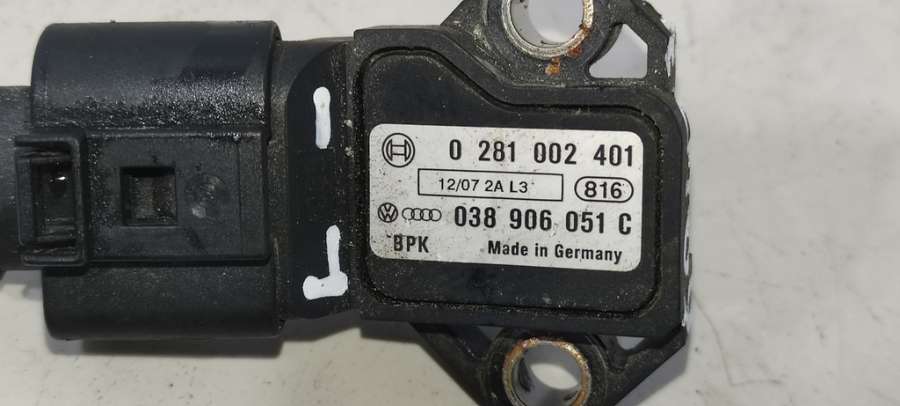 0 281 002 401
12/07 2A L3 816
038 906 051 C
BPK Made in Germany